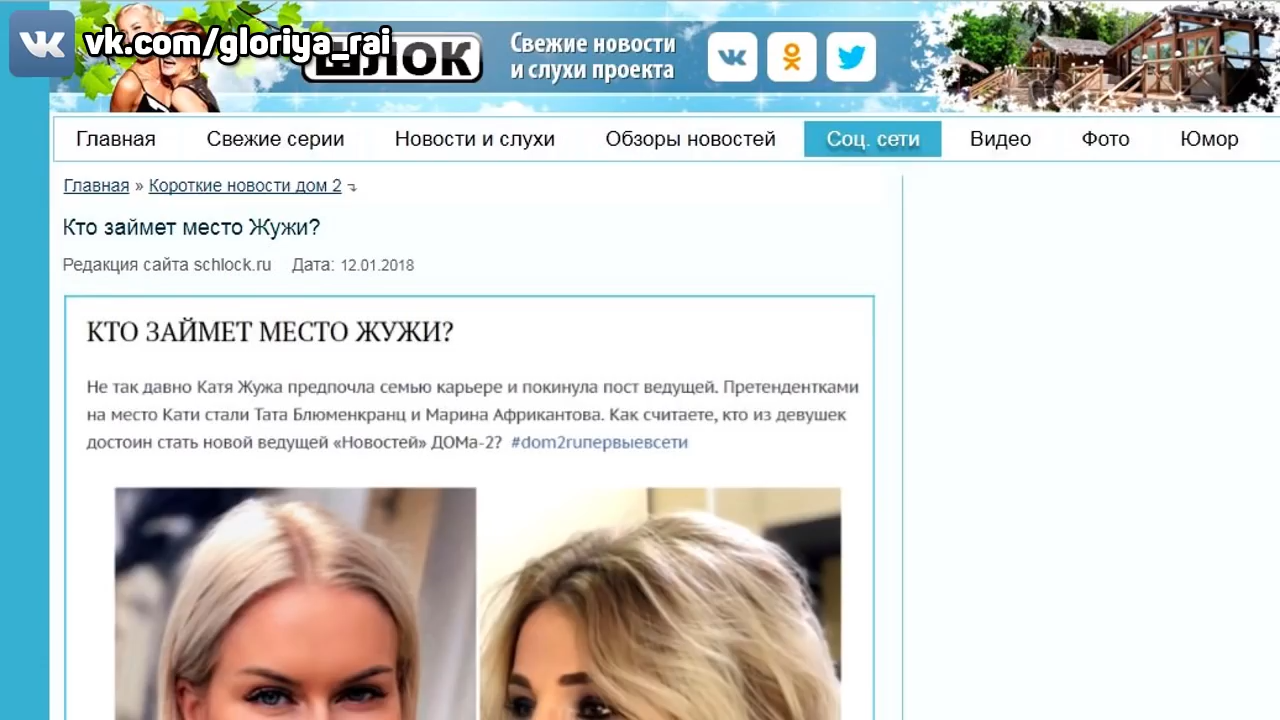 vk.com/gloriya_rai
ШЛОК
Свежие новости
и слухи проекта
Главная Свежие серии Новости и слухи Обзоры новостей Соц. сети Видео Фото Юмор
Главная » Короткие новости дом 2
Кто займет место Жужи?
Редакция сайта schlock.ru Дата: 12.01.2018
КТО ЗАЙМЕТ МЕСТО ЖУЖИ?
Не так давно Катя Жужа предпочла семью карьере и покинула пост ведущей. Претендентками
на место Кати стали Тата Блюменкранц и Марина Африкантова. Как считаете, кто из девушек
достоин стать новой ведущей «Новостей» ДОМа-2? #dom2ruпервыевсети